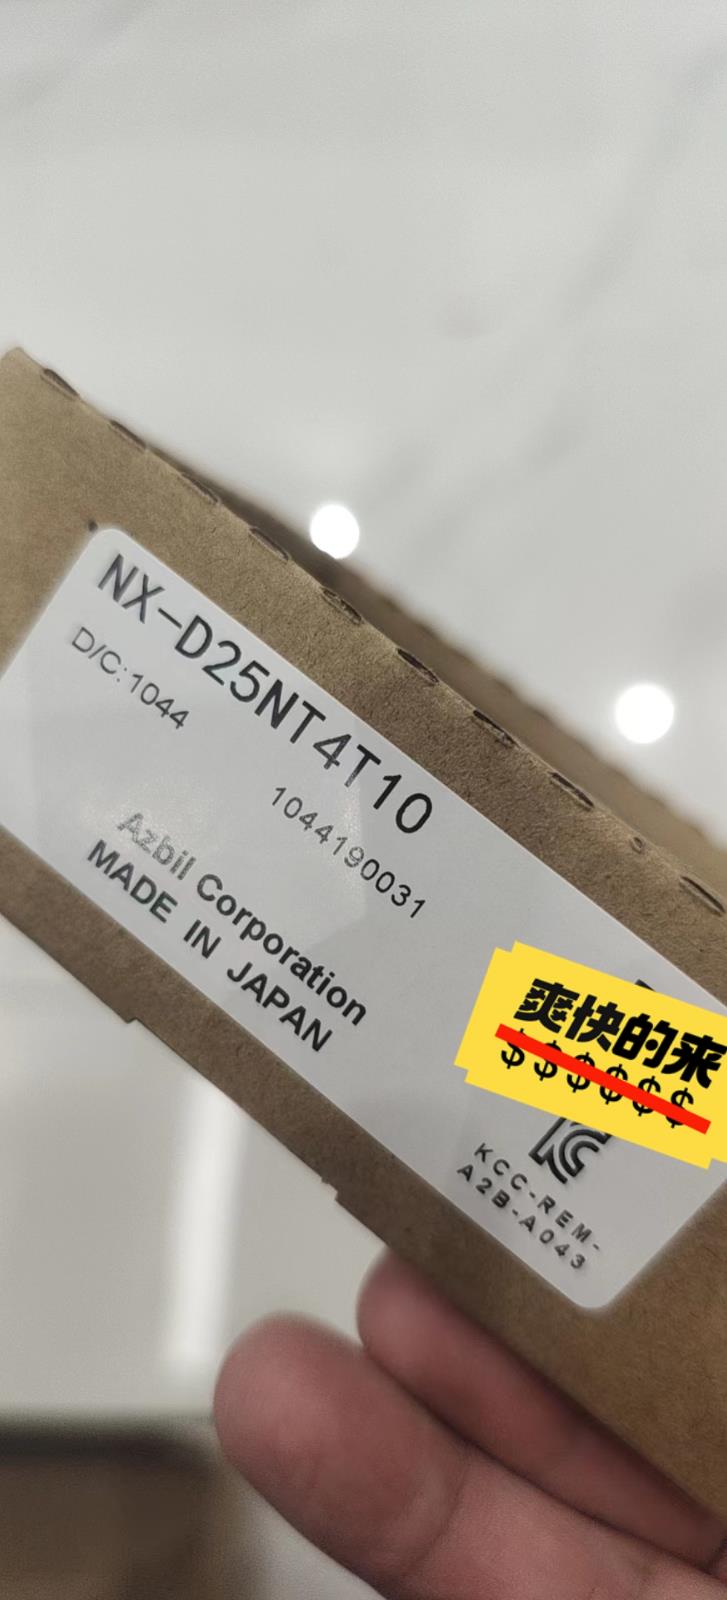 NX-D25NT4T10
D/C:1044
1044190031
Azbil Corporation
MADE IN JAPAN
爽快的来
$$$$$$
KCC-REM-
A2B-A043